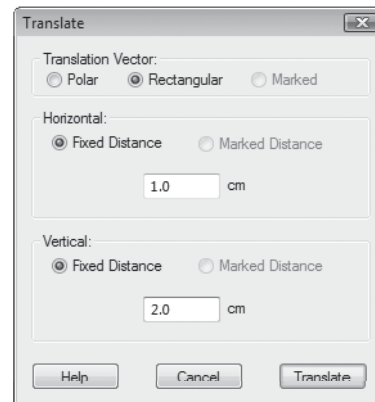 Translate
Translation Vector:
Polar Rectangular Marked
Horizontal:
Fixed Distance Marked Distance
1.0 cm
Vertical:
Fixed Distance Marked Distance
2.0 cm
Help Cancel Translate